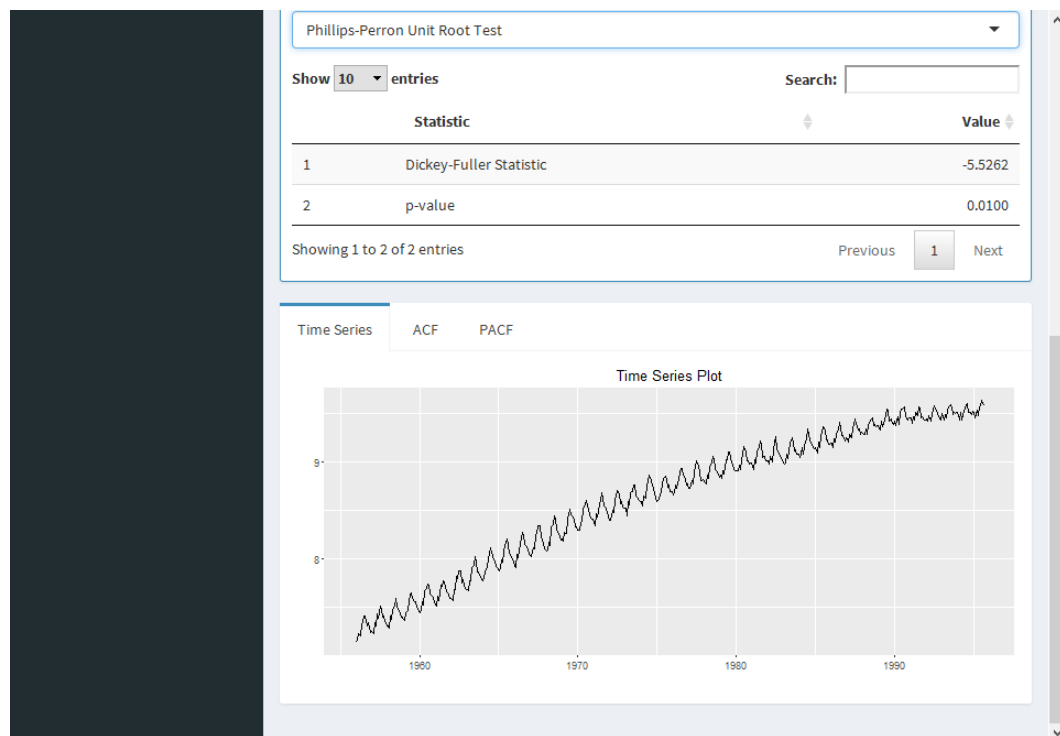 Phillips-Perron Unit Root Test
Show 10 entries
Search:
Statistic Value
1 Dickey-Fuller Statistic -5.5262
2 p-value 0.0100
Showing 1 to 2 of 2 entries
Previous 1 Next
Time Series ACF PACF
Time Series Plot
9
8
1960 1970 1980 1990